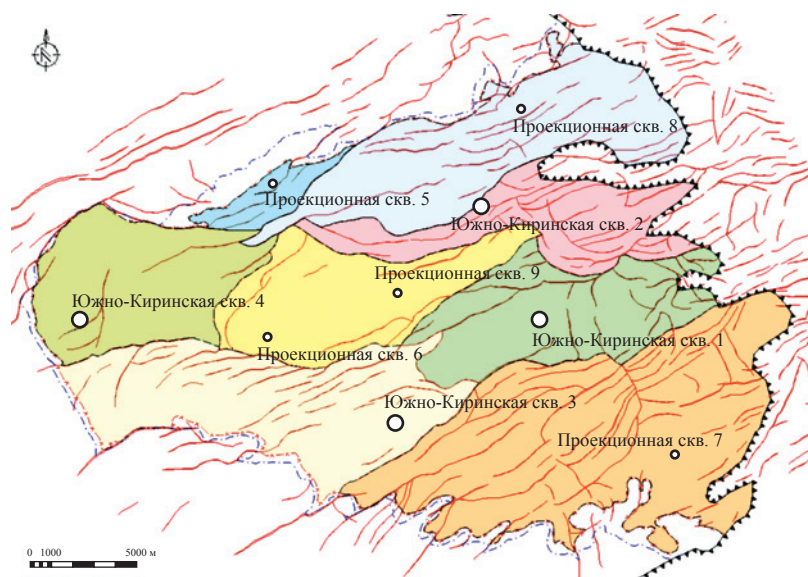 N
Проекционная скв. 8
Проекционная скв. 5
Южно-Киринская скв. 2
Проекционная скв. 9
Южно-Киринская скв. 4
Южно-Киринская скв. 1
Проекционная скв. 6
Южно-Киринская скв. 3
Проекционная скв. 7
0 1000 5000 м